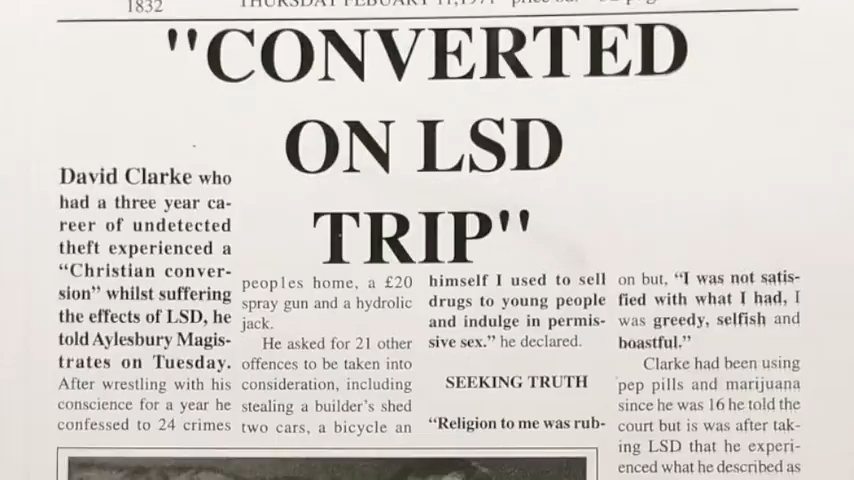 1832 THURSDAY FEBUARY 11,1971
"CONVERTED
ON LSD
TRIP"
David Clarke who
had a three year ca-
reer of undetected
theft experienced a
“Christian conver-
sion” whilst suffering
the effects of LSD, he
told Aylesbury Magis-
trates on Tuesday.
After wrestling with his
conscience for a year he
confessed to 24 crimes
peoples home, a £20
spray gun and a hydrolic
jack.
He asked for 21 other
offences to be taken into
consideration, including
stealing a builder’s shed
two cars, a bicycle an
himself I used to sell
drugs to young people
and indulge in permis-
sive sex.” he declared.
SEEKING TRUTH
“Religion to me was rub-
on but, “I was not satis-
fied with what I had, I
was greedy, selfish and
boastful.”
Clarke had been using
pep pills and marijuana
since he was 16 he told the
court but is was after tak-
ing LSD that he experi-
enced what he described as